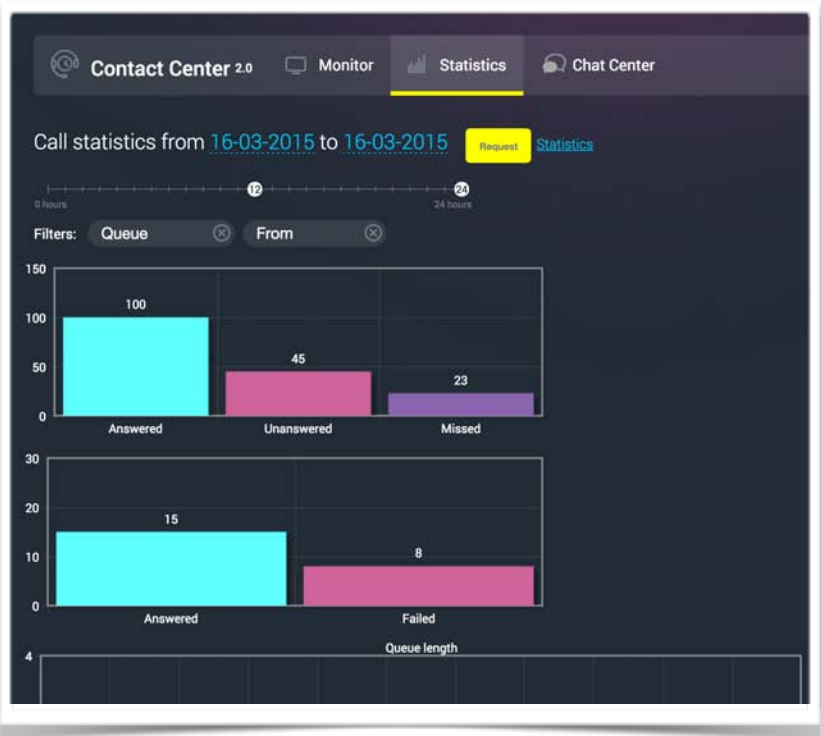 Contact Center 2.0 Monitor Statistics Chat Center
Call statistics from 16-03-2015 to 16-03-2015 Request Statistics
12 24
0 hours 24 hours
Filters: Queue From
150
100
50
0
100
45
23
Answered Unanswered Missed
30
20
10
0
15
8
Answered Failed
Queue length
4